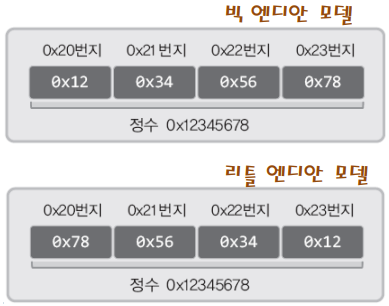 빅 엔디안 모델
0x20번지 0x21번지 0x22번지 0x23번지
0x12 0x34 0x56 0x78
정수 0x12345678
리틀 엔디안 모델
0x20번지 0x21번지 0x22번지 0x23번지
0x78 0x56 0x34 0x12
정수 0x12345678